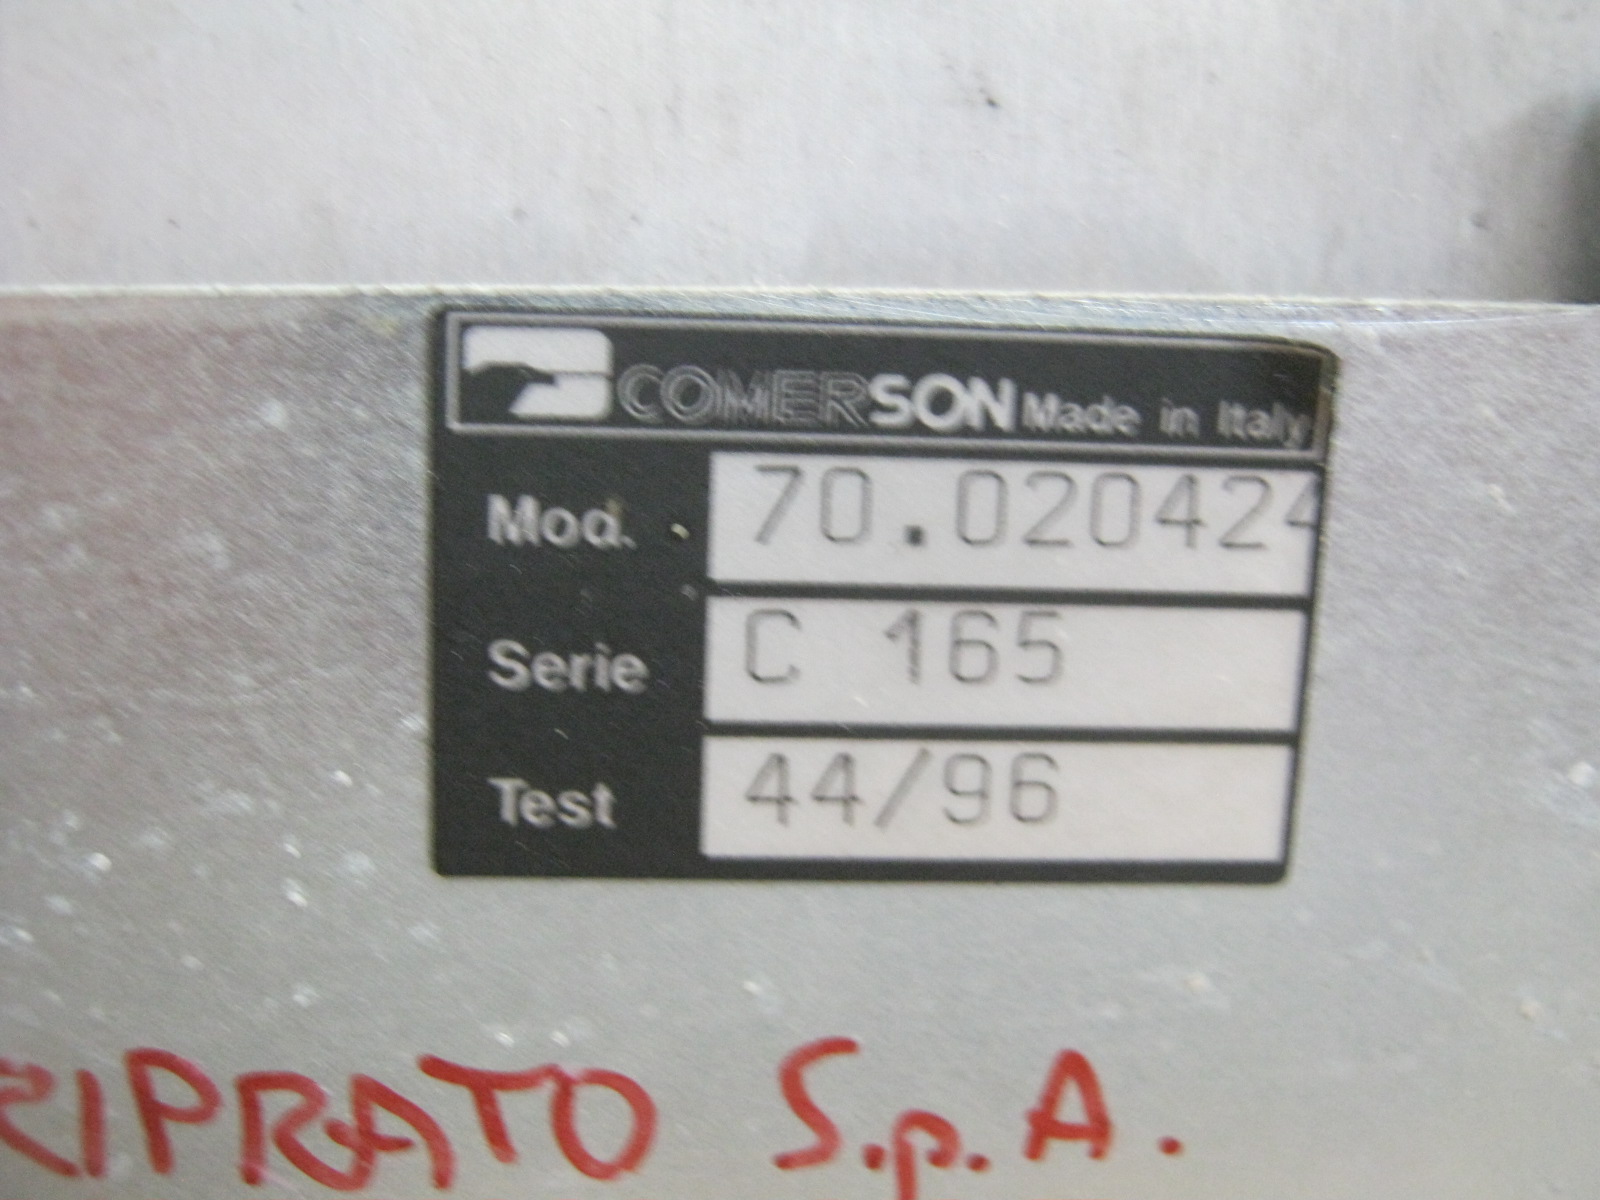 COMERSON Made in Italy
Mod. 70.020424
Serie C 165
Test 44/96
RIPRATO S.p.A.